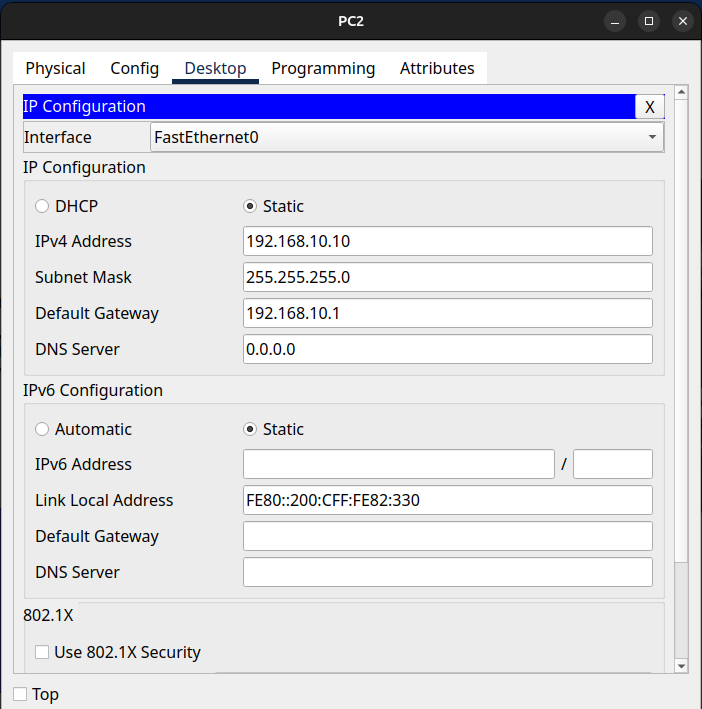 PC2
Physical Config Desktop Programming Attributes
IP Configuration X
Interface FastEthernet0
IP Configuration
DHCP Static
IPv4 Address 192.168.10.10
Subnet Mask 255.255.255.0
Default Gateway 192.168.10.1
DNS Server 0.0.0.0
IPv6 Configuration
Automatic Static
IPv6 Address /
Link Local Address FE80::200:CFF:FE82:330
Default Gateway
DNS Server
802.1X
Use 802.1X Security
Top